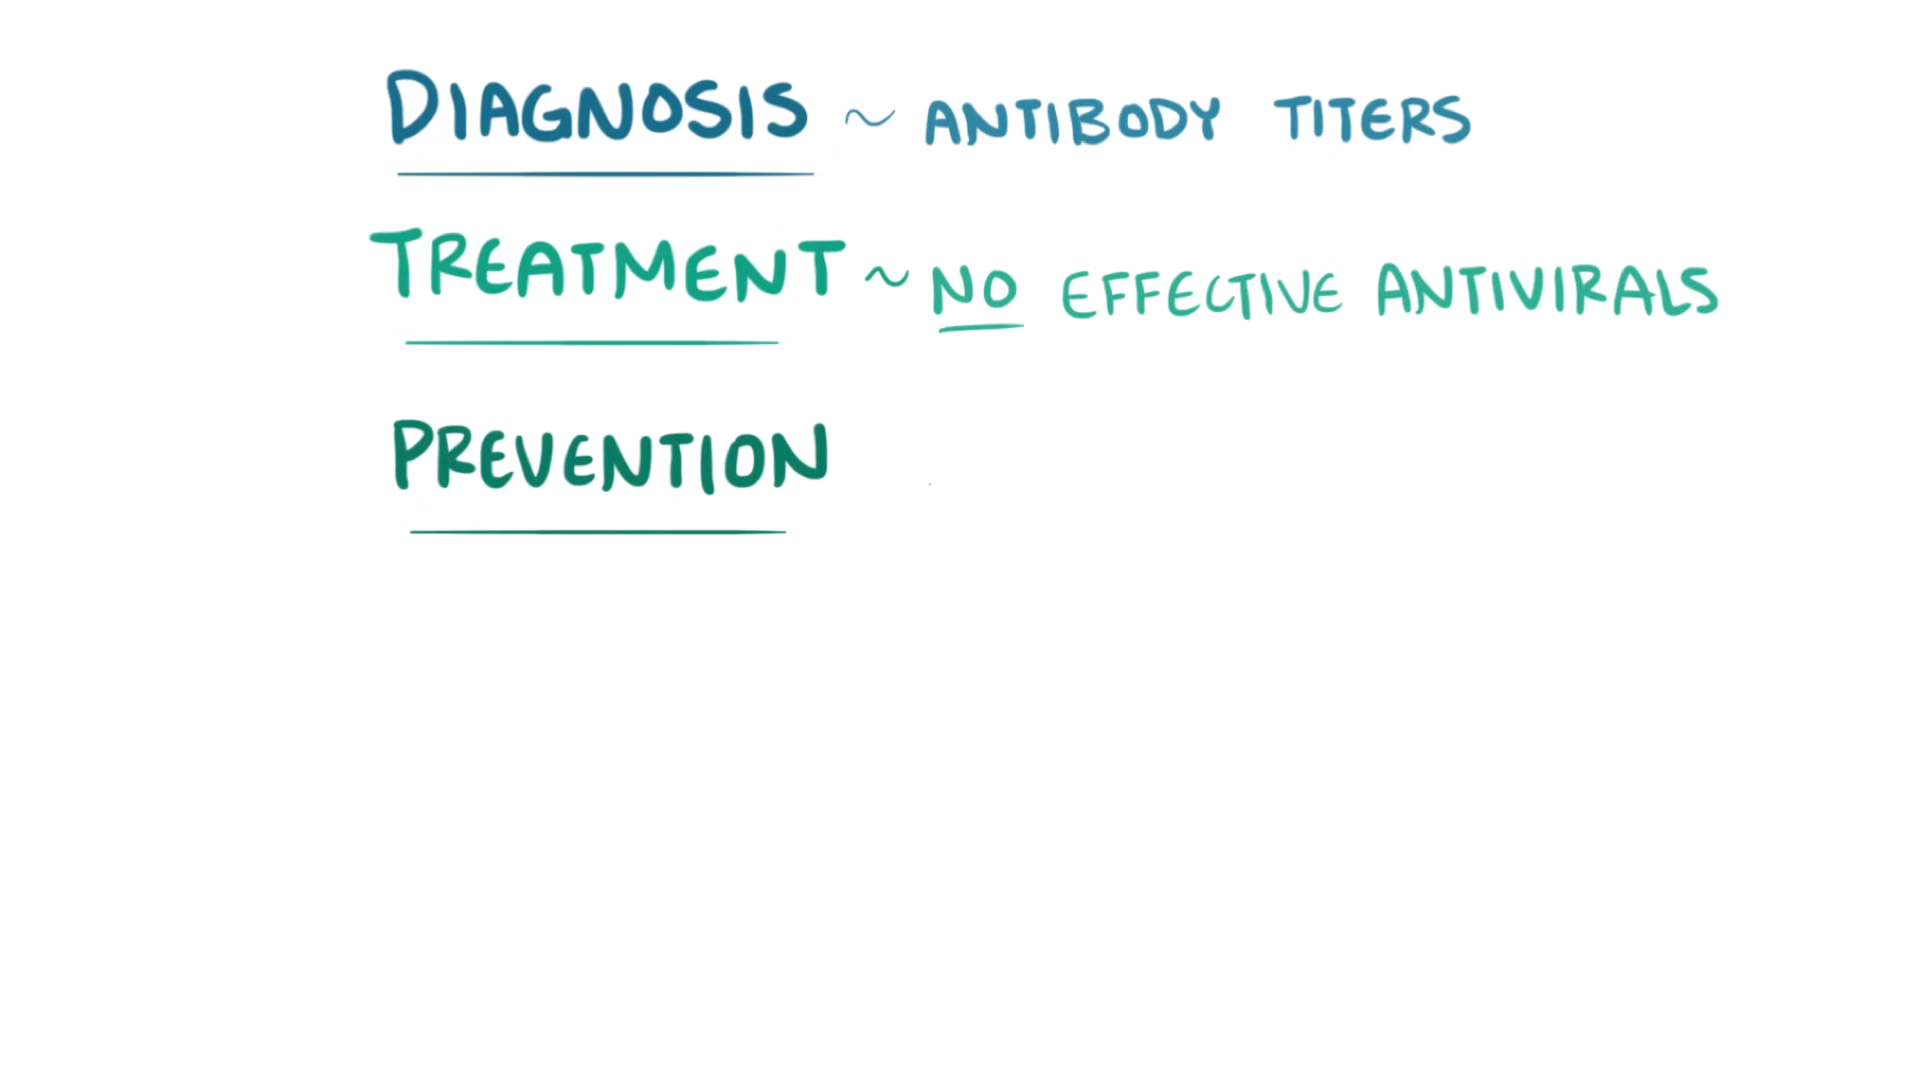 DIAGNOSIS ~ ANTIBODY TITERS
TREATMENT ~ NO EFFECTIVE ANTIVIRALS
PREVENTION